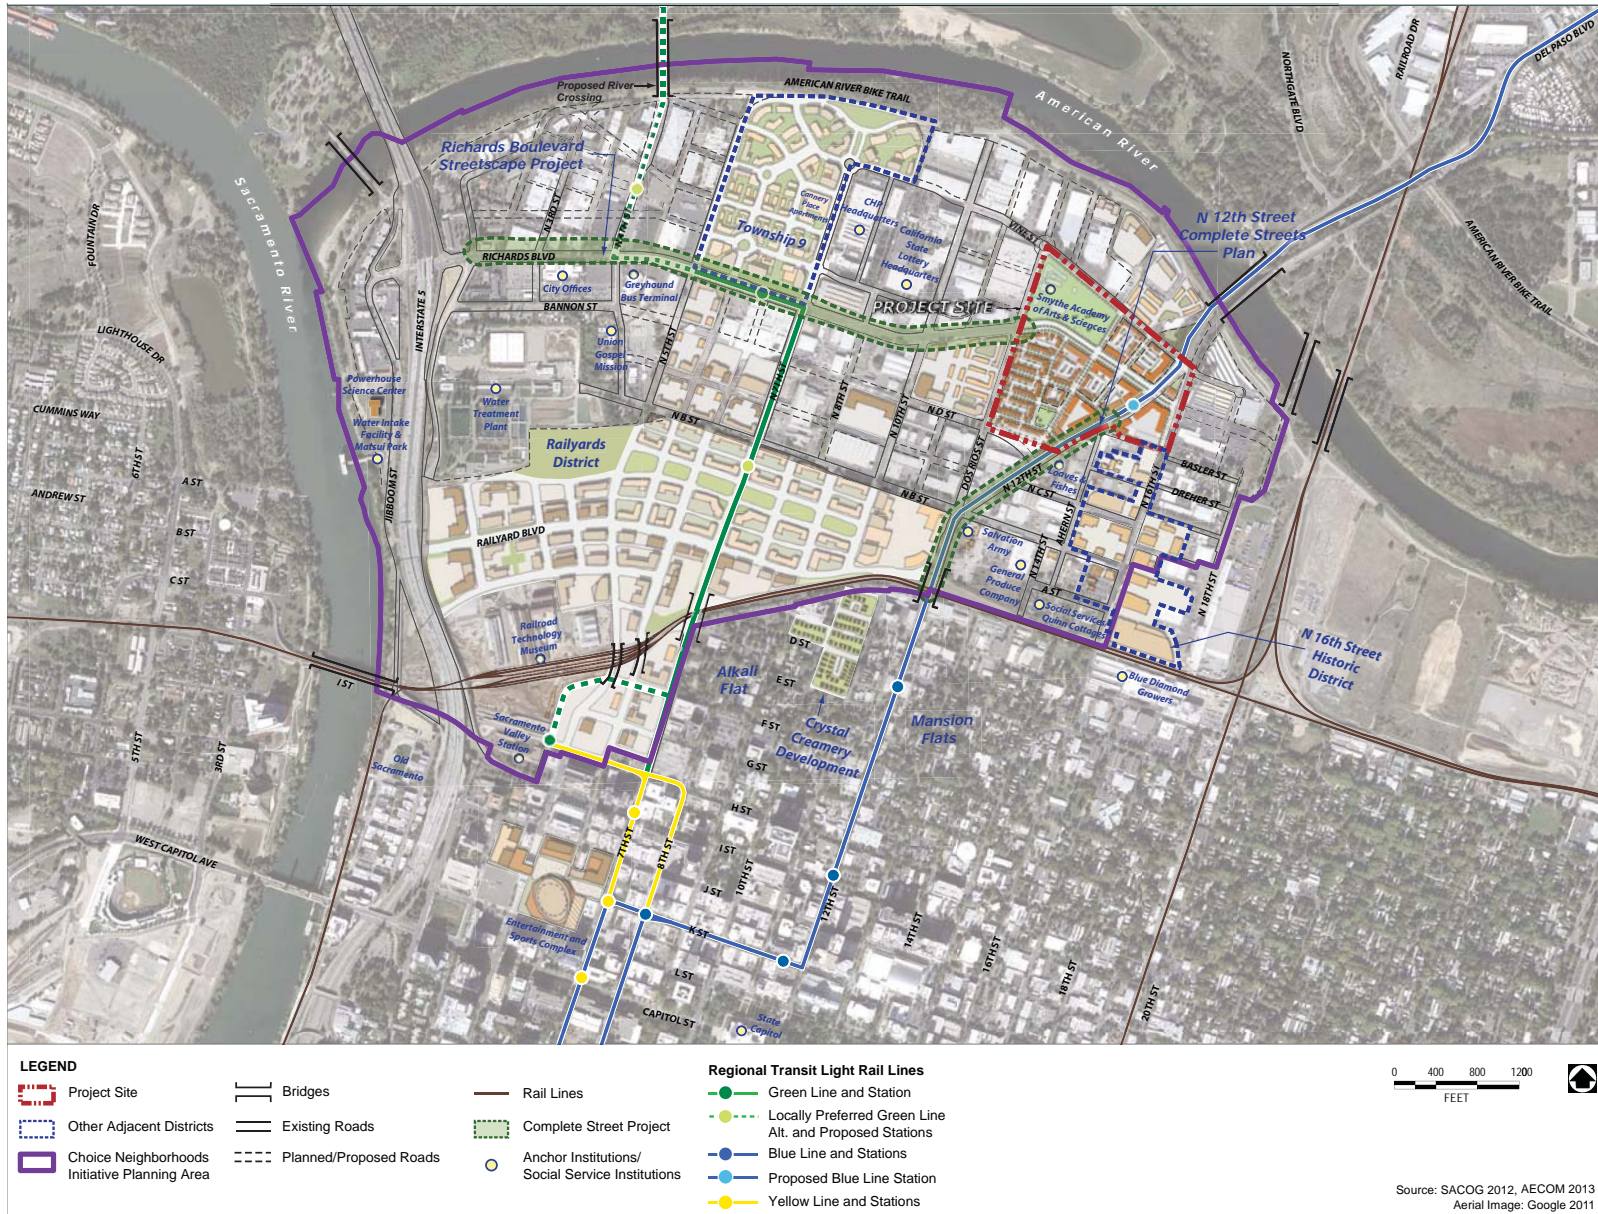 DEL PASO BLVD
RAILROAD DR
NORTHGATE BLVD
Proposed River
Crossing
AMERICAN RIVER BIKE TRAIL
American River
Richards Boulevard
Streetscape Project
Sacramento River
FOUNTAIN DR
N 3RD ST
N 4TH ST
Cannery
Place
Apartments
CHP
Headquarters
California
State
Lottery
Headquarters
Township 9
VINE ST
N 12th Street
Complete Streets
Plan
AMERICAN RIVER BIKE TRAIL
RICHARDS BLVD
City Offices
Greyhound
Bus Terminal
BANNON ST
INTERSTATE 5
PROJECT SITE
Smythe Academy
of Arts & Sciences
LIGHTHOUSE DR
Union
Gospel
Mission
N 5TH ST
N 7TH ST
N 8TH ST
N 10TH ST
N D ST
Powerhouse
Science Center
Water
Treatment
Plant
CUMMINS WAY
Water Intake
Facility &
Matsui Park
N B ST
Railyards
District
DOS RIOS ST
N 12TH ST
Loaves &
Fishes
BASLER ST
DREHER ST
N 16TH ST
6TH ST
A ST
ANDREW ST
B ST
C ST
JIBBOOM ST
RAILYARD BLVD
N B ST
N C ST
AHERN ST
N 14TH ST
Salvation
Army
General
Produce
Company
A ST
Social Services
Quinn Cottages
N 18TH ST
Railroad
Technology
Museum
D ST
E ST
F ST
G ST
H ST
I ST
J ST
K ST
L ST
CAPITOL ST
Alkali
Flat
Crystal
Creamery
Development
Mansion
Flats
N 16th Street
Historic
District
Blue Diamond
Growers
I ST
Sacramento
Valley
Station
Old
Sacramento
5TH ST
3RD ST
WEST CAPITOL AVE
7TH ST
8TH ST
10TH ST
12TH ST
14TH ST
16TH ST
18TH ST
20TH ST
Entertainment and
Sports Complex
State
Capitol
LEGEND
Project Site
Other Adjacent Districts
Choice Neighborhoods
Initiative Planning Area
Bridges
Existing Roads
Planned/Proposed Roads
Rail Lines
Complete Street Project
Anchor Institutions/
Social Service Institutions
Regional Transit Light Rail Lines
Green Line and Station
Locally Preferred Green Line
Alt. and Proposed Stations
Blue Line and Stations
Proposed Blue Line Station
Yellow Line and Stations
0 400 800 1200
FEET
Source: SACOG 2012, AECOM 2013
Aerial Image: Google 2011